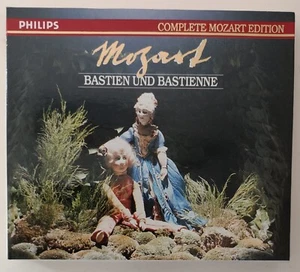 PHILIPS
COMPLETE MOZART EDITION
Mozart
BASTIEN UND BASTIENNE